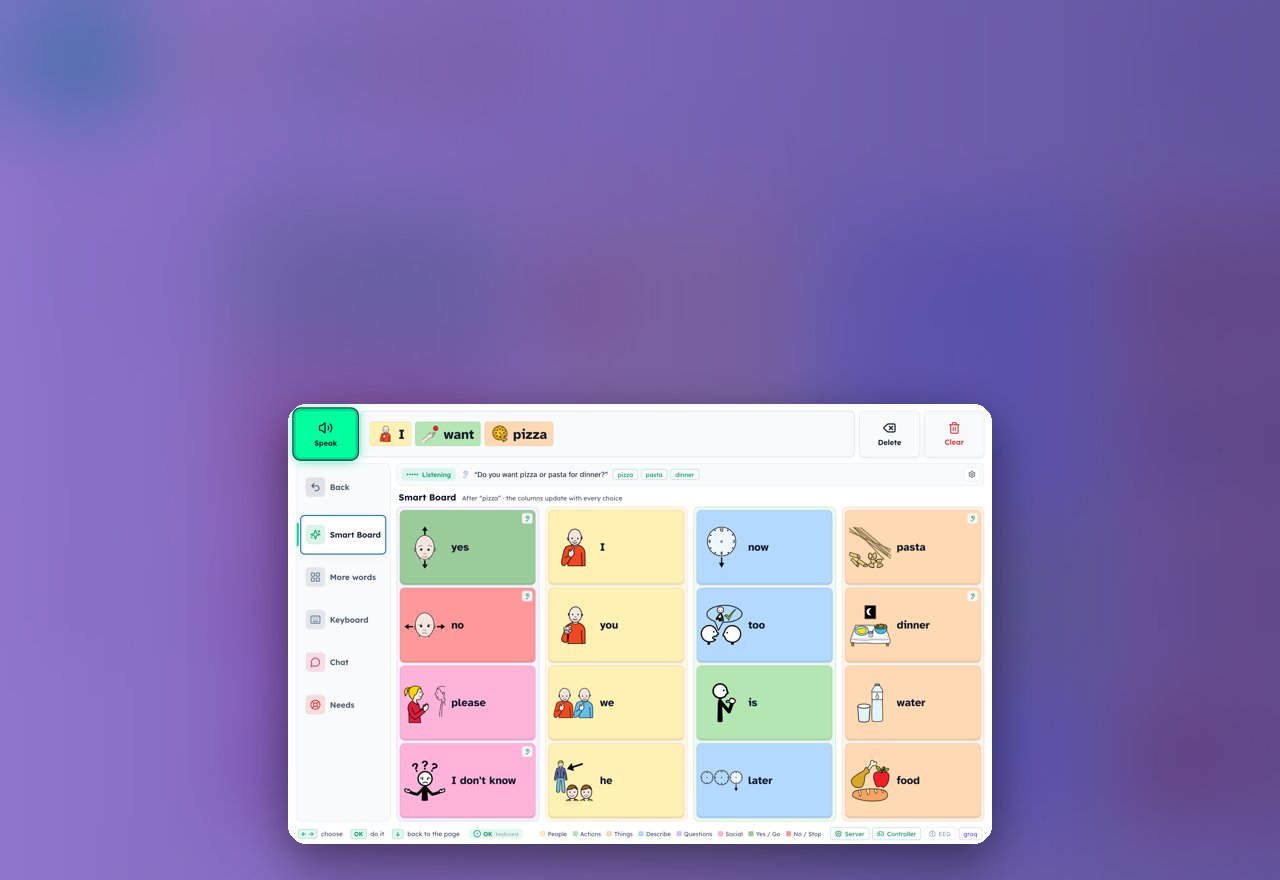 Speak
I want pizza
Delete
Clear
Listening "Do you want pizza or pasta for dinner?" pizza pasta dinner
Back
Smart Board
More words
Keyboard
Chat
Needs
Smart Board After "pizza" · the columns update with every choice
yes I now pasta
no you too dinner
please we is water
? ? ?
I don't know he later food
← → choose OK do it ↓ back to the page OK keyboard People Actions Things Describe Questions Social Yes / Go No / Stop Server Controller EEG groq